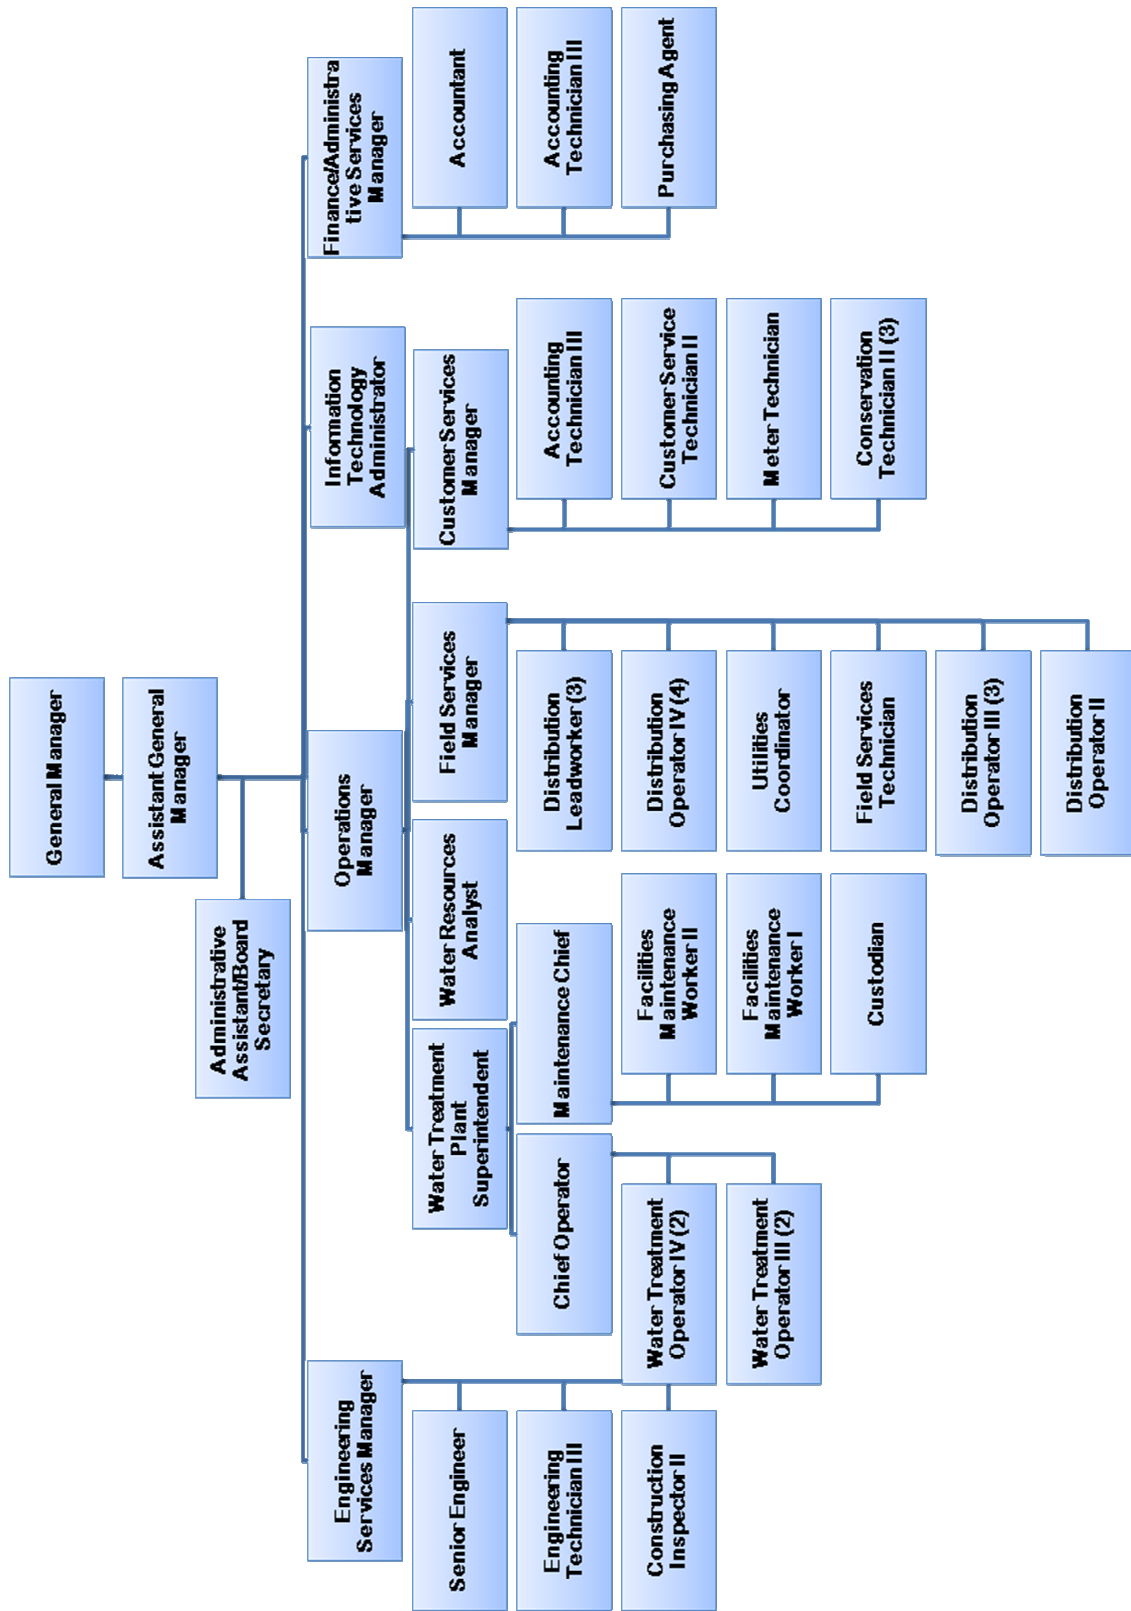 General Manager
Assistant General
Manager
Administrative
Assistant/Board
Secretary
Engineering
Services Manager
Senior Engineer
Engineering
Technician III
Construction
Inspector II
Operations
Manager
Water Treatment
Plant
Superintendent
Chief Operator
Water Treatment
Operator IV (2)
Water Treatment
Operator III (2)
Maintenance Chief
Facilities
Maintenance
Worker II
Facilities
Maintenance
Worker I
Custodian
Water Resources
Analyst
Field Services
Manager
Distribution
Leadworker (3)
Distribution
Operator IV (4)
Utilities
Coordinator
Field Services
Technician
Distribution
Operator III (3)
Distribution
Operator II
Customer Services
Manager
Accounting
Technician III
Customer Service
Technician II
Meter Technician
Conservation
Technician II (3)
Information
Technology
Administrator
Finance/Administra
tive Services
Manager
Accountant
Accounting
Technician III
Purchasing Agent